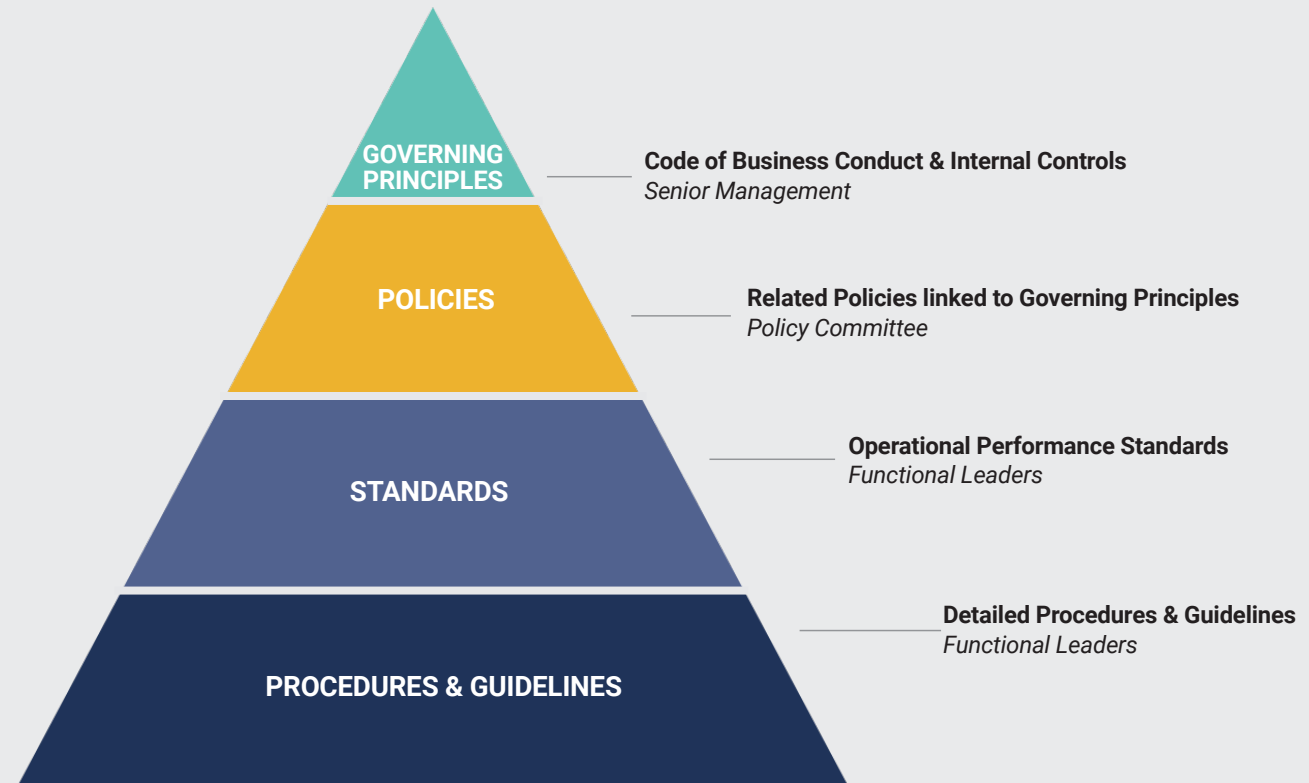 GOVERNING
PRINCIPLES
Code of Business Conduct & Internal Controls
Senior Management
POLICIES
Related Policies linked to Governing Principles
Policy Committee
STANDARDS
Operational Performance Standards
Functional Leaders
PROCEDURES & GUIDELINES
Detailed Procedures & Guidelines
Functional Leaders